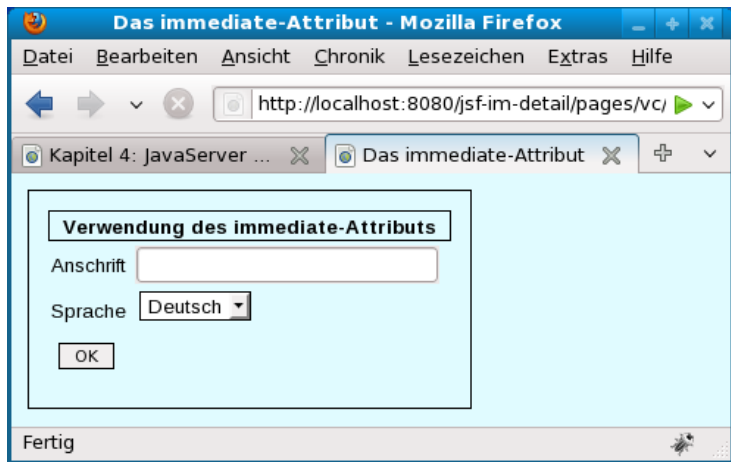 Das immediate-Attribut - Mozilla Firefox
Datei Bearbeiten Ansicht Chronik Lesezeichen Extras Hilfe
http://localhost:8080/jsf-im-detail/pages/vc/
Kapitel 4: JavaServer ... Das immediate-Attribut
Verwendung des immediate-Attributs
Anschrift
Sprache Deutsch
OK
Fertig